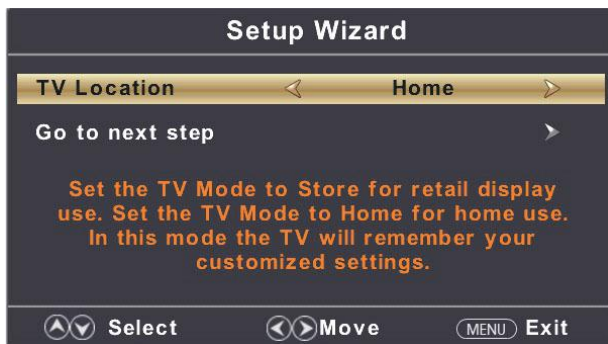 Setup Wizard
TV Location Home
Go to next step
Set the TV Mode to Store for retail display
use. Set the TV Mode to Home for home use.
In this mode the TV will remember your
customized settings.
Select Move MENU Exit